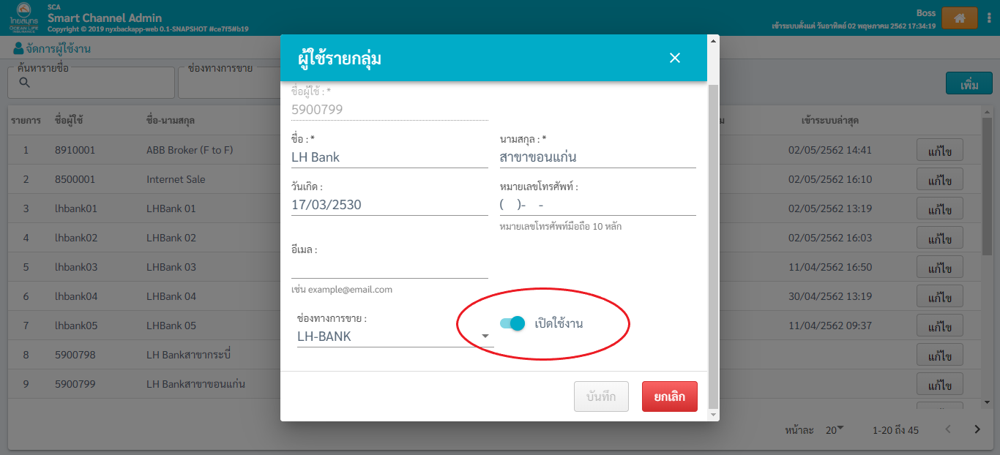 SCA
Smart Channel Admin
Copyright © 2019 nyxbackapp-web 0.1-SNAPSHOT #ce7f5#b19
ไทยสมุทร
OCEAN LIFE
INSURANCE
Boss
เข้าระบบตั้งแต่ วันอาทิตย์ 02 พฤษภาคม 2562 17:34:19
จัดการผู้ใช้งาน
ค้นหารายชื่อ
ช่องทางการขาย
เพิ่ม
รายการ ชื่อผู้ใช้ ชื่อ-นามสกุล เข้าระบบล่าสุด
1 8910001 ABB Broker (F to F) 02/05/2562 14:41 แก้ไข
2 8500001 Internet Sale 02/05/2562 16:10 แก้ไข
3 lhbank01 LHBank 01 02/05/2562 13:19 แก้ไข
4 lhbank02 LHBank 02 02/05/2562 16:03 แก้ไข
5 lhbank03 LHBank 03 11/04/2562 16:50 แก้ไข
6 lhbank04 LHBank 04 30/04/2562 13:19 แก้ไข
7 lhbank05 LHBank 05 11/04/2562 09:37 แก้ไข
8 5900798 LH Bankสาขากระบี่ แก้ไข
9 5900799 LH Bankสาขาขอนแก่น แก้ไข
หน้าละ 20 1-20 ถึง 45
ผู้ใช้รายกลุ่ม
ชื่อผู้ใช้ : *
5900799
ชื่อ : * นามสกุล : *
LH Bank สาขาขอนแก่น
วันเกิด : หมายเลขโทรศัพท์ :
17/03/2530 ( )- -
หมายเลขโทรศัพท์มือถือ 10 หลัก
อีเมล :
เช่น example@email.com
ช่องทางการขาย :
LH-BANK เปิดใช้งาน
บันทึก ยกเลิก